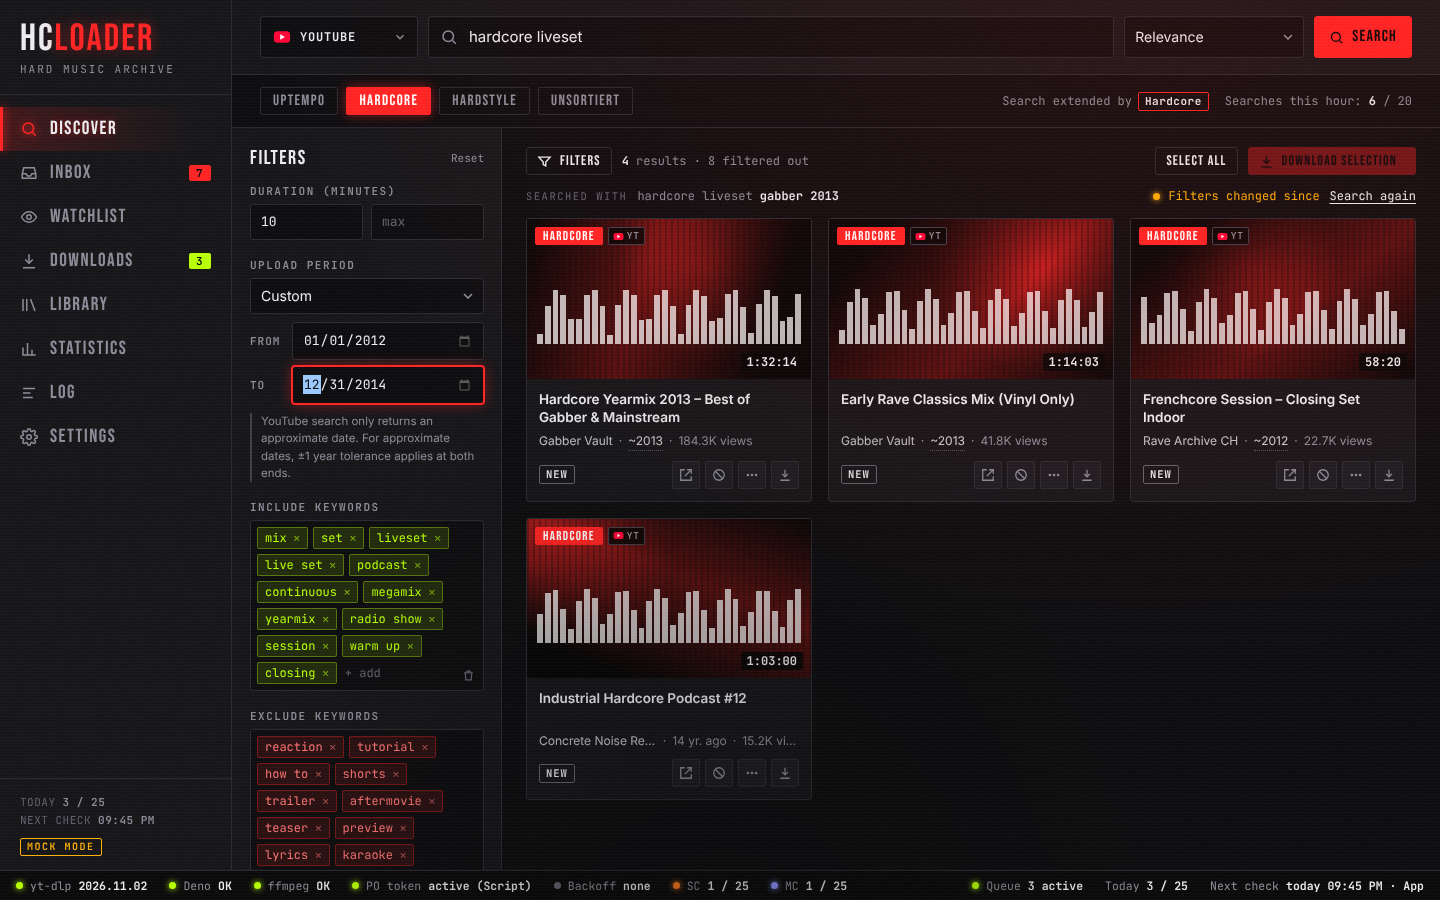 HCLOADER
HARD MUSIC ARCHIVE
DISCOVER
INBOX 7
WATCHLIST
DOWNLOADS 3
LIBRARY
STATISTICS
LOG
SETTINGS
TODAY 3 / 25
NEXT CHECK 09:45 PM
MOCK MODE
YOUTUBE
hardcore liveset
Relevance
SEARCH
UPTEMPO HARDCORE HARDSTYLE UNSORTIERT
Search extended by Hardcore Searches this hour: 6 / 20
FILTERS Reset
DURATION (MINUTES)
10 max
UPLOAD PERIOD
Custom
FROM 01/01/2012
TO 12/31/2014
YouTube search only returns an
approximate date. For approximate
dates, ±1 year tolerance applies at both
ends.
INCLUDE KEYWORDS
mix × set × liveset ×
live set × podcast ×
continuous × megamix ×
yearmix × radio show ×
session × warm up ×
closing × + add
EXCLUDE KEYWORDS
reaction × tutorial ×
how to × shorts ×
trailer × aftermovie ×
teaser × preview ×
lyrics × karaoke ×
FILTERS 4 results · 8 filtered out
SELECT ALL DOWNLOAD SELECTION
SEARCHED WITH hardcore liveset gabber 2013
Filters changed since Search again
HARDCORE YT
1:32:14
Hardcore Yearmix 2013 – Best of
Gabber & Mainstream
Gabber Vault · ~2013 · 184.3K views
NEW
HARDCORE YT
1:14:03
Early Rave Classics Mix (Vinyl Only)
Gabber Vault · ~2013 · 41.8K views
NEW
HARDCORE YT
58:20
Frenchcore Session – Closing Set
Indoor
Rave Archive CH · ~2012 · 22.7K views
NEW
HARDCORE YT
1:03:00
Industrial Hardcore Podcast #12
Concrete Noise Re... · 14 yr. ago · 15.2K vi...
NEW
yt-dlp 2026.11.02 Deno OK ffmpeg OK PO token active (Script) Backoff none SC 1 / 25 MC 1 / 25 Queue 3 active Today 3 / 25 Next check today 09:45 PM · App